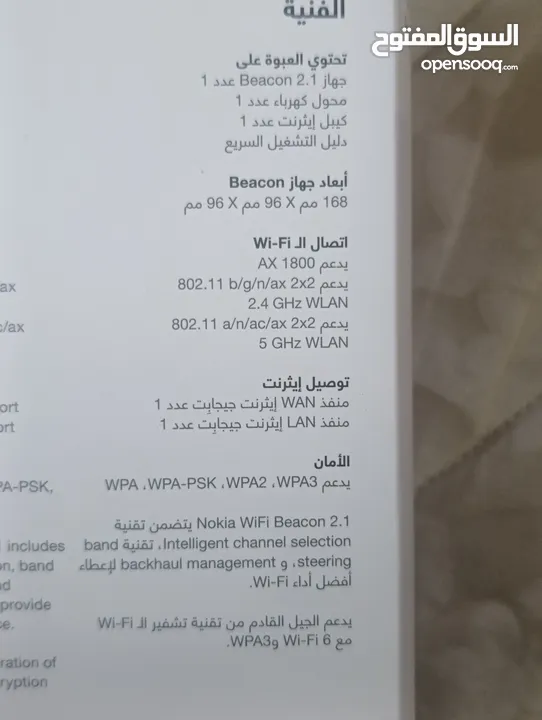 السوق المفتوح
opensooq.com
الفنية
تحتوي العبوة على
جهاز Beacon 2.1 عدد 1
محول كهرباء عدد 1
كيبل إيثرنت عدد 1
دليل التشغيل السريع
أبعاد جهاز Beacon
168 مم X 96 مم X 96 مم
اتصال الـ Wi-Fi
يدعم AX 1800
يدعم 802.11 b/g/n/ax 2x2
2.4 GHz WLAN
يدعم 802.11 a/n/ac/ax 2x2
5 GHz WLAN
توصيل إيثرنت
منفذ WAN إيثرنت جيجابِت عدد 1
منفذ LAN إيثرنت جيجابِت عدد 1
الأمان
يدعم WPA ،WPA-PSK ،WPA2 ،WPA3
Nokia WiFi Beacon 2.1 يتضمن تقنية
Intelligent channel selection، تقنية band
steering، و backhaul management لإعطاء
أفضل أداء Wi-Fi.
يدعم الجيل القادم من تقنية تشفير الـ Wi-Fi
مع Wi-Fi 6 وWPA3.
ax
c/ax
ort
rt
PA-PSK,
includes
on, band
nd
provide
ce.
ration of
ryption